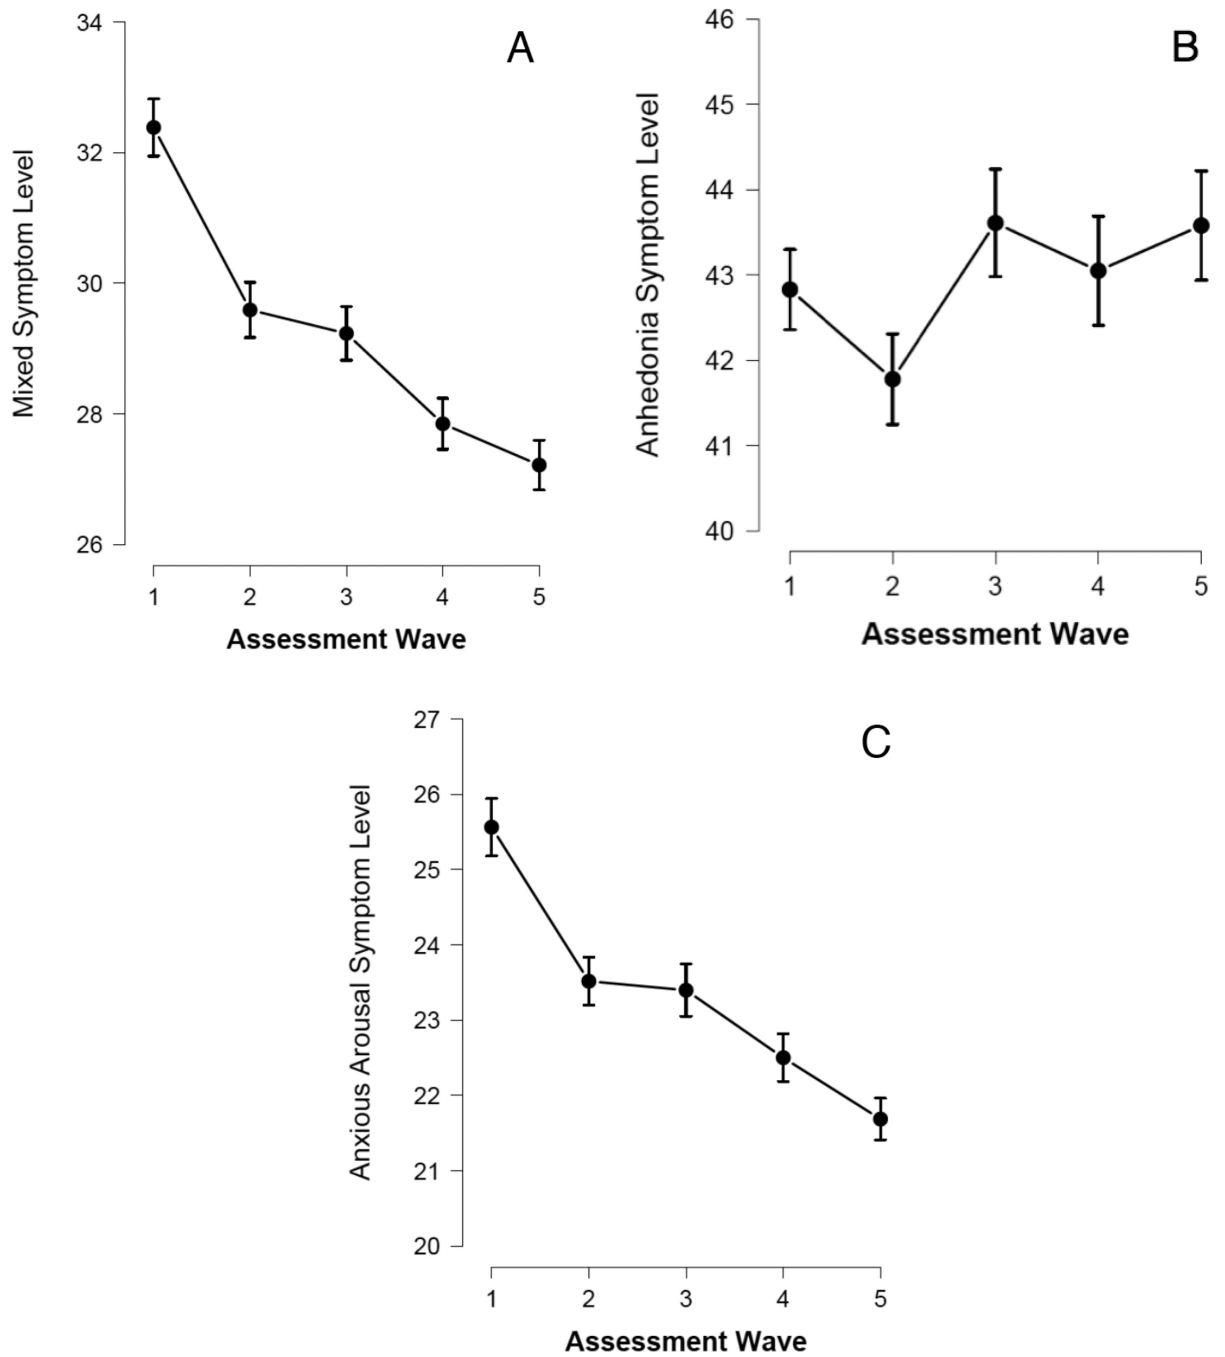 A
Mixed Symptom Level
34
32
30
28
26
1 2 3 4 5
Assessment Wave
B
Anhedonia Symptom Level
46
45
44
43
42
41
40
1 2 3 4 5
Assessment Wave
C
Anxious Arousal Symptom Level
27
26
25
24
23
22
21
20
1 2 3 4 5
Assessment Wave